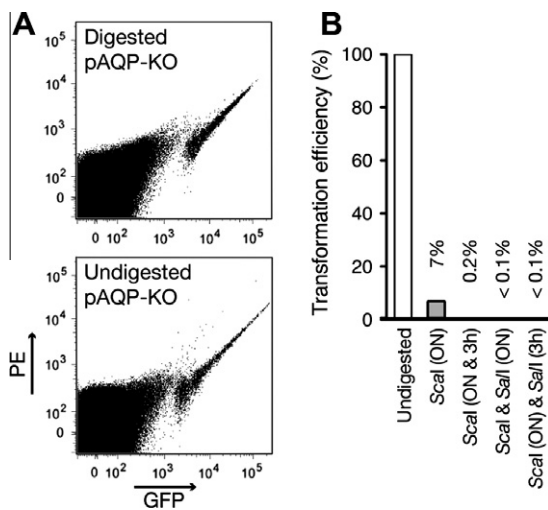 A
Digested
pAQP-KO
10⁵
10⁴
10³
10²
0
0 10² 10³ 10⁴ 10⁵
Undigested
pAQP-KO
10⁵
10⁴
10³
10²
0
0 10² 10³ 10⁴ 10⁵
PE
GFP
B
Transformation efficiency (%)
100
80
60
40
20
0
7%
0.2%
< 0.1%
< 0.1%
Undigested
ScaI (ON)
ScaI (ON & 3h)
ScaI & SalI (ON)
ScaI (ON) & SalI (3h)